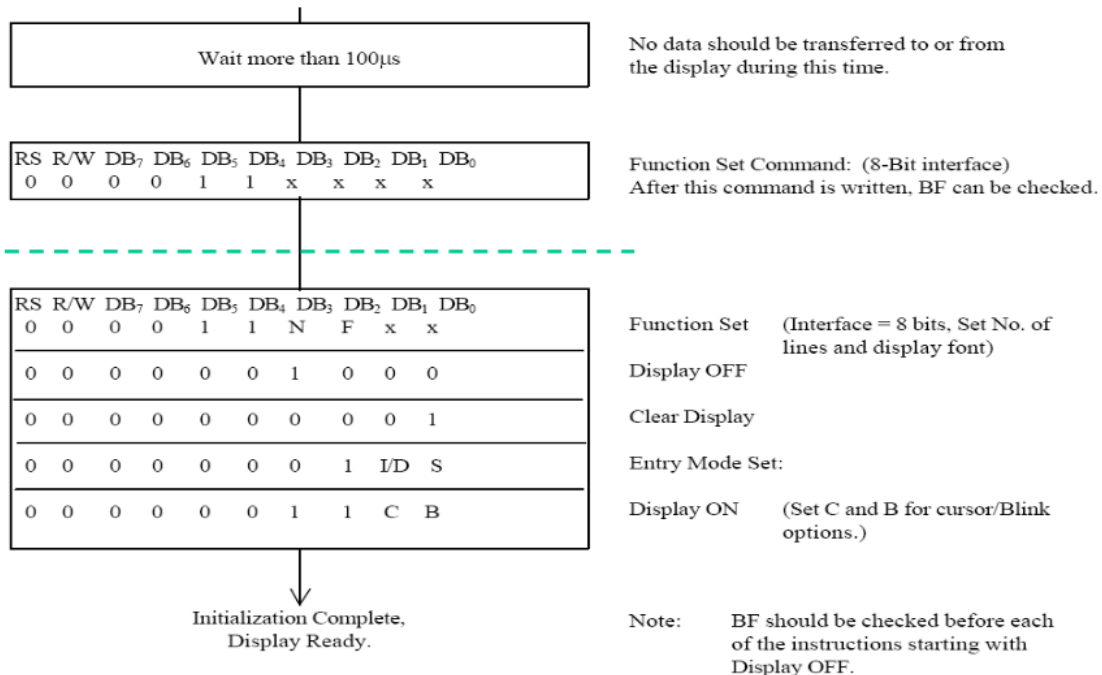 Wait more than 100μs
No data should be transferred to or from
the display during this time.
RS R/W DB₇ DB₆ DB₅ DB₄ DB₃ DB₂ DB₁ DB₀
0 0 0 0 1 1 x x x x
Function Set Command: (8-Bit interface)
After this command is written, BF can be checked.
RS R/W DB₇ DB₆ DB₅ DB₄ DB₃ DB₂ DB₁ DB₀
0 0 0 0 1 1 N F x x
Function Set (Interface = 8 bits, Set No. of
lines and display font)
0 0 0 0 0 0 1 0 0 0
Display OFF
0 0 0 0 0 0 0 0 0 1
Clear Display
0 0 0 0 0 0 0 1 I/D S
Entry Mode Set:
0 0 0 0 0 0 1 1 C B
Display ON (Set C and B for cursor/Blink
options.)
Initialization Complete,
Display Ready.
Note: BF should be checked before each
of the instructions starting with
Display OFF.